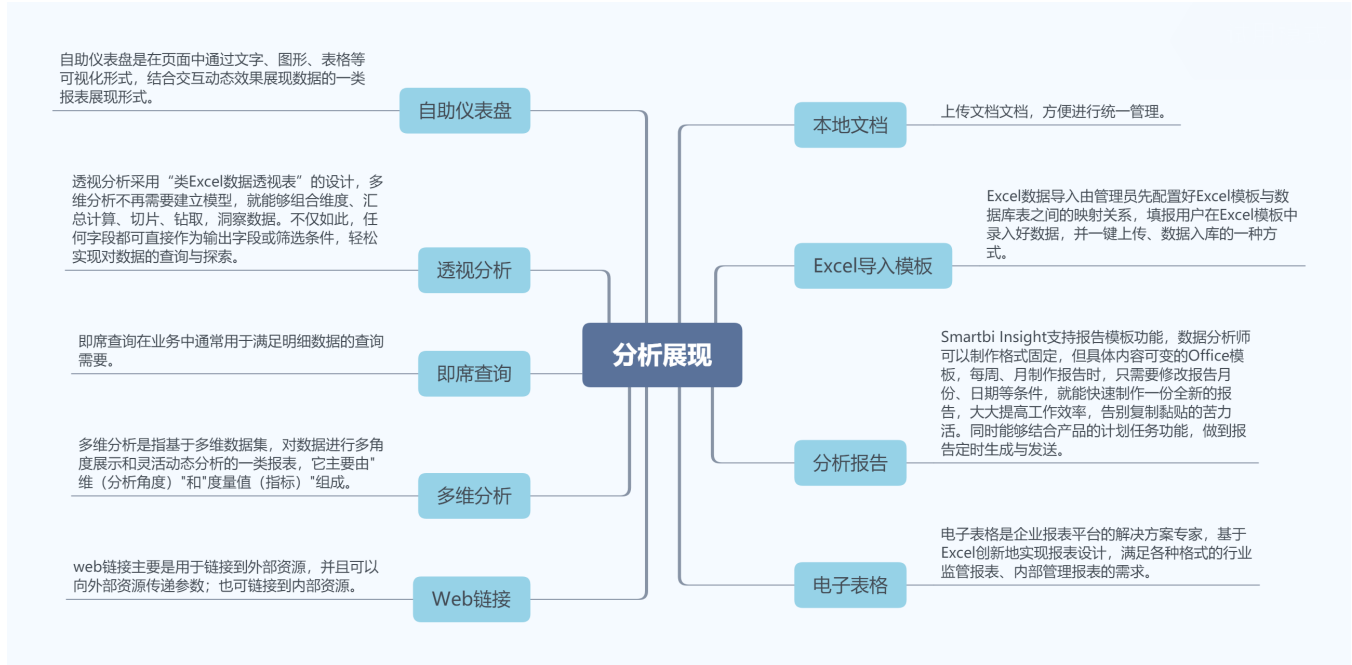 自助仪表盘是在页面中通过文字、图形、表格等
可视化形式，结合交互动态效果展现数据的一类
报表展现形式。
自助仪表盘
透视分析采用“类Excel数据透视表”的设计，多
维分析不再需要建立模型，就能够组合维度、汇
总计算、切片、钻取，洞察数据。不仅如此，任
何字段都可直接作为输出字段或筛选条件，轻松
实现对数据的查询与探索。
透视分析
即席查询在业务中通常用于满足明细数据的查询
需要。
即席查询
多维分析是指基于多维数据集，对数据进行多角
度展示和灵活动态分析的一类报表，它主要由"
维（分析角度）"和"度量值（指标）"组成。
多维分析
web链接主要是用于链接到外部资源，并且可以
向外部资源传递参数；也可链接到内部资源。
Web链接
分析展现
本地文档
上传文档文档，方便进行统一管理。
Excel导入模板
Excel数据导入由管理员先配置好Excel模板与数
据库表之间的映射关系，填报用户在Excel模板中
录入好数据，并一键上传、数据入库的一种方
式。
分析报告
Smartbi Insight支持报告模板功能，数据分析师
可以制作格式固定，但具体内容可变的Office模
板，每周、月制作报告时，只需要修改报告月
份、日期等条件，就能快速制作一份全新的报
告，大大提高工作效率，告别复制黏贴的苦力
活。同时能够结合产品的计划任务功能，做到报
告定时生成与发送。
电子表格
电子表格是企业报表平台的解决方案专家，基于
Excel创新地实现报表设计，满足各种格式的行业
监管报表、内部管理报表的需求。